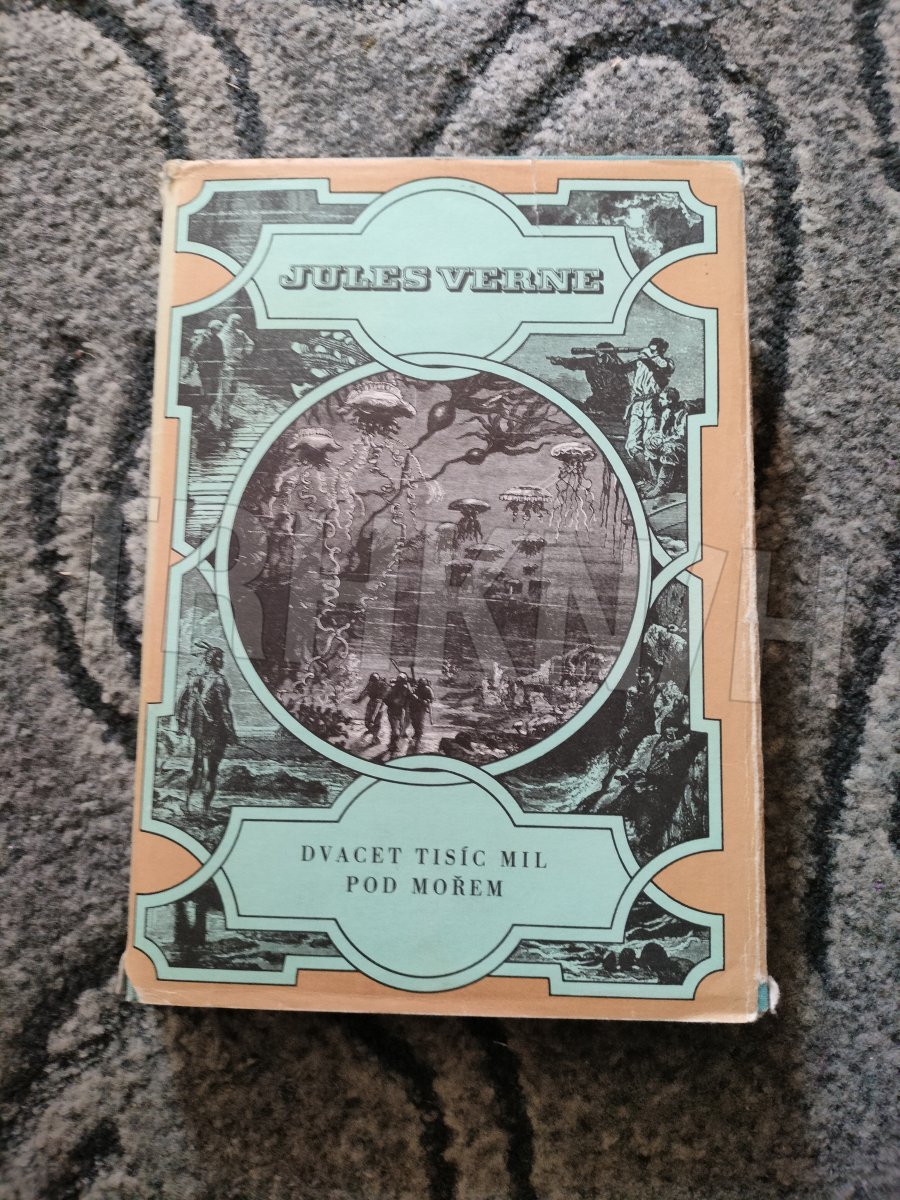 JULES VERNE
DVACET TISÍC MIL
POD MOŘEM